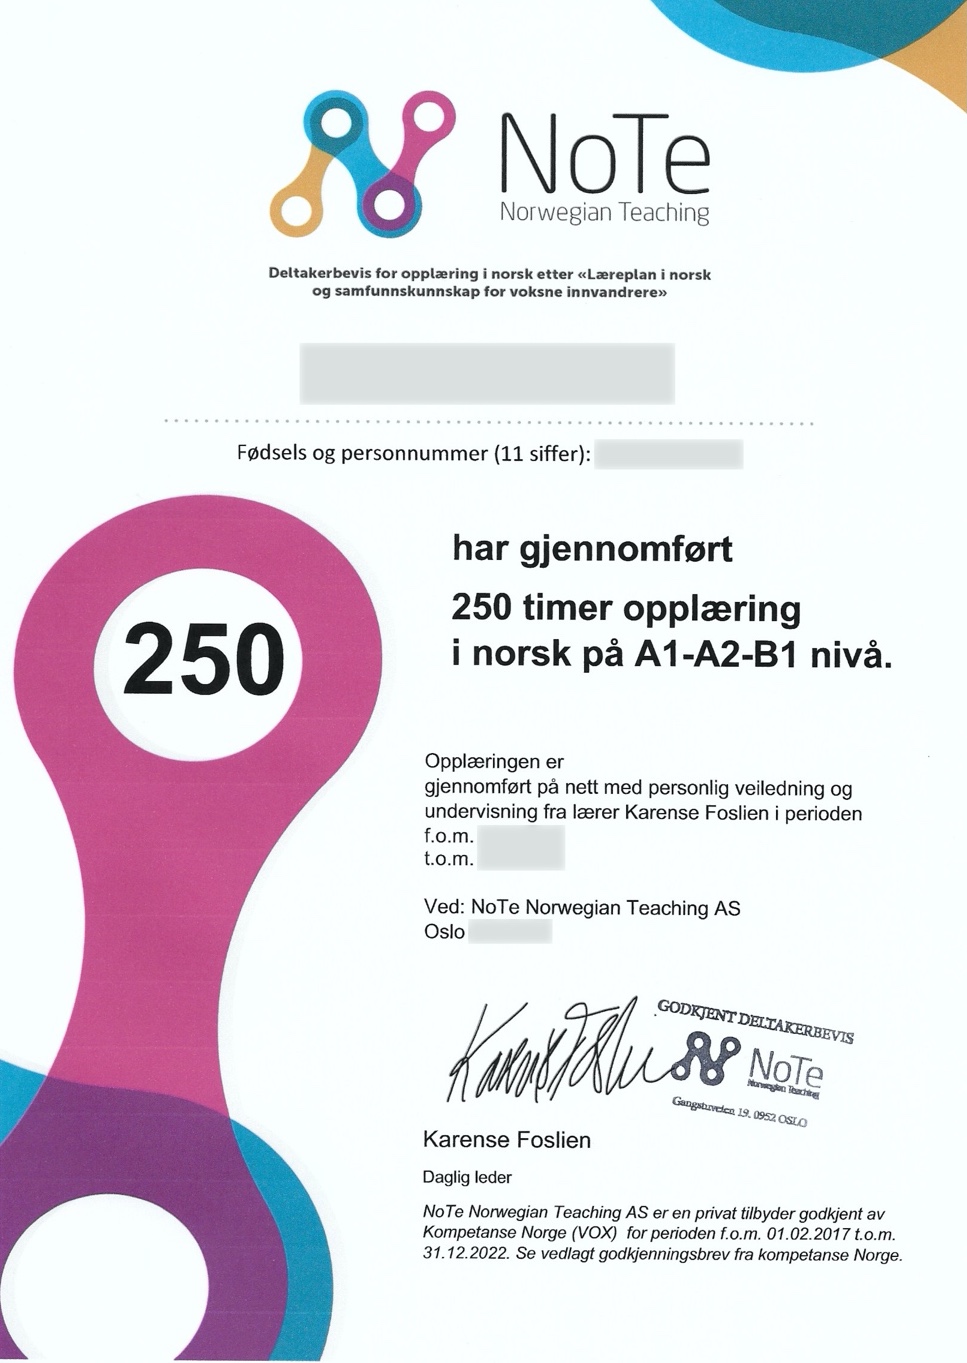 NoTe
Norwegian Teaching
Deltakerbevis for opplæring i norsk etter «Læreplan i norsk
og samfunnskunnskap for voksne innvandrere»
Fødsels og personnummer (11 siffer):
har gjennomført
250 timer opplæring
i norsk på A1-A2-B1 nivå.
250
Opplæringen er
gjennomført på nett med personlig veiledning og
undervisning fra lærer Karense Foslien i perioden
f.o.m.
t.o.m.
Ved: NoTe Norwegian Teaching AS
Oslo
Karense Foslien
GODKJENT DELTAKERBEVIS
NoTe
Norwegian Teaching
Gangstuveien 19. 0952 OSLO
Karense Foslien
Daglig leder
NoTe Norwegian Teaching AS er en privat tilbyder godkjent av
Kompetanse Norge (VOX) for perioden f.o.m. 01.02.2017 t.o.m.
31.12.2022. Se vedlagt godkjenningsbrev fra kompetanse Norge.